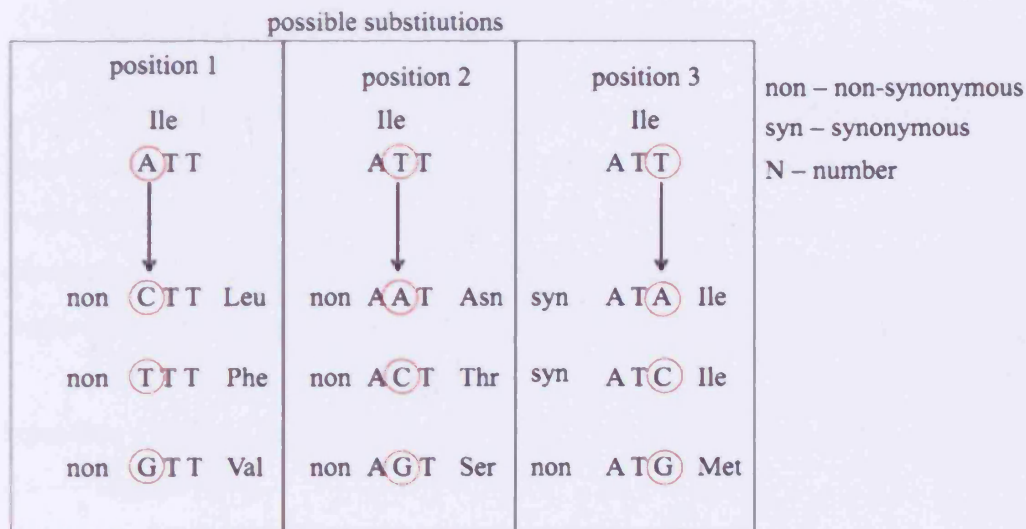 possible substitutions
position 1
Ile
ATT
non CTT Leu
non TTT Phe
non GTT Val
position 2
Ile
ATT
non AAT Asn
non ACT Thr
non AGT Ser
position 3
Ile
ATT
syn ATA Ile
syn ATC Ile
non ATG Met
non – non-synonymous
syn – synonymous
N – number